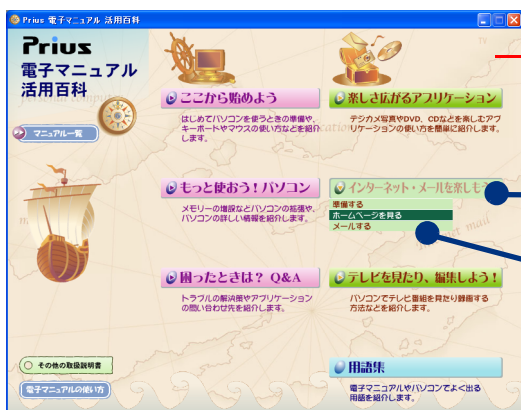 Prius 電子マニュアル 活用百科
Prius
電子マニュアル
活用百科
マニュアル一覧
ここから始めよう
はじめてパソコンを使うときの準備や、
キーボードやマウスの使い方などを紹介
します。
楽しさ広がるアプリケーション
デジカメ写真やDVD、CDなどを楽しむアプ
リケーションの使い方を簡単に紹介します。
もっと使おう!パソコン
メモリーの増設などパソコンの拡張や、
パソコンの詳しい情報を紹介します。
インターネット・メールを楽しもう
準備する
ホームページを見る
メールする
困ったときは? Q&A
トラブルの解決策やアプリケーション
の問い合わせ先を紹介します。
テレビを見たり、編集しよう!
パソコンでテレビ番組を見たり録画する
方法などを紹介します。
その他の取扱説明書
電子マニュアルの使い方
用語集
電子マニュアルやパソコンでよく出る
用語を紹介します。